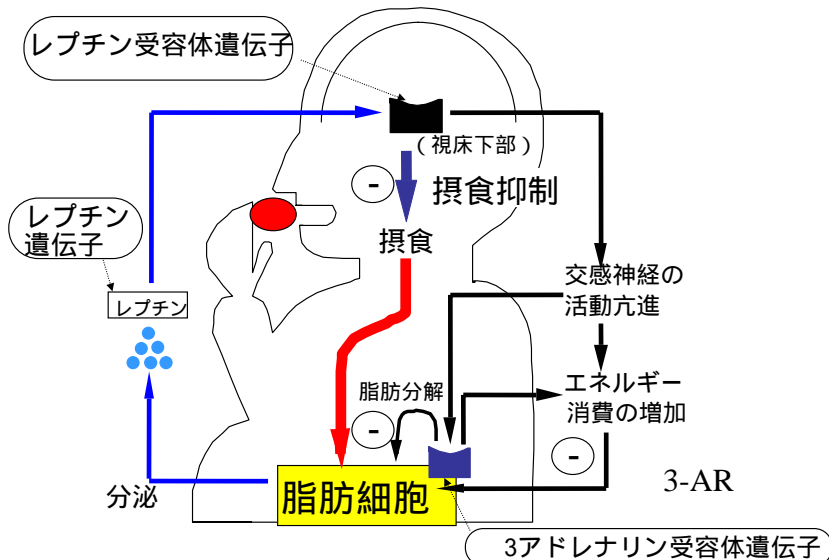 レプチン受容体遺伝子
(視床下部)
-
摂食抑制
摂食
レプチン
遺伝子
レプチン
交感神経の
活動亢進
脂肪分解
-
エネルギー
消費の増加
-
分泌
脂肪細胞
3-AR
3アドレナリン受容体遺伝子